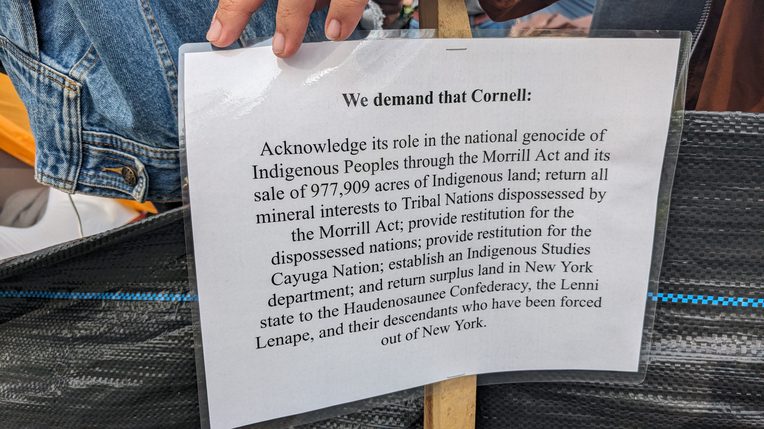 We demand that Cornell:
Acknowledge its role in the national genocide of
Indigenous Peoples through the Morrill Act and its
sale of 977,909 acres of Indigenous land; return all
mineral interests to Tribal Nations dispossessed by
the Morrill Act; provide restitution for the
dispossessed nations; provide restitution for the
Cayuga Nation; establish an Indigenous Studies
department; and return surplus land in New York
state to the Haudenosaunee Confederacy, the Lenni
Lenape, and their descendants who have been forced
out of New York.